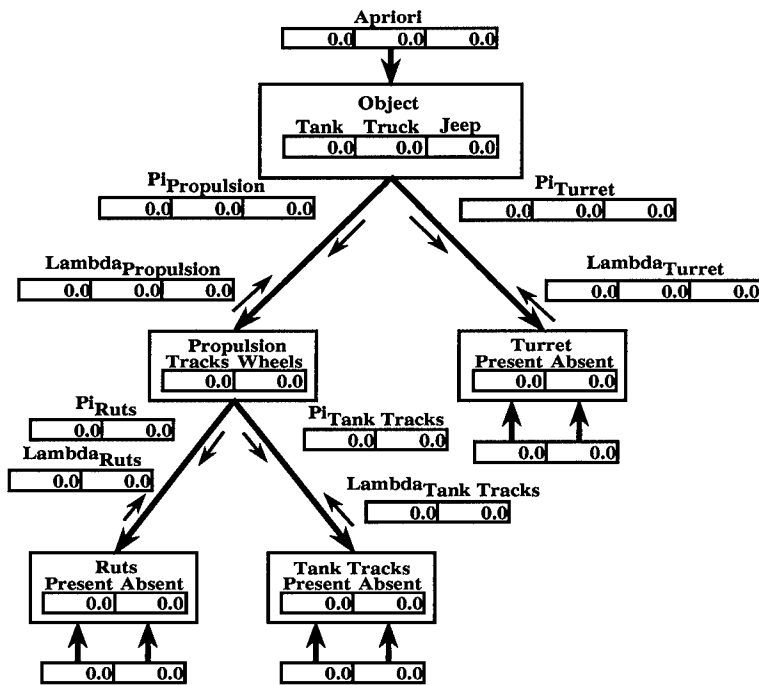 Apriori
0.0 0.0 0.0
Object
Tank Truck Jeep
0.0 0.0 0.0
PiPropulsion
0.0 0.0 0.0
PiTurret
0.0 0.0 0.0
LambdaPropulsion
0.0 0.0 0.0
LambdaTurret
0.0 0.0 0.0
Propulsion
Tracks Wheels
0.0 0.0
Turret
Present Absent
0.0 0.0
PiRuts
0.0 0.0
PiTank Tracks
0.0 0.0
0.0 0.0
LambdaRuts
0.0 0.0
LambdaTank Tracks
0.0 0.0
Ruts
Present Absent
0.0 0.0
Tank Tracks
Present Absent
0.0 0.0
0.0 0.0
0.0 0.0